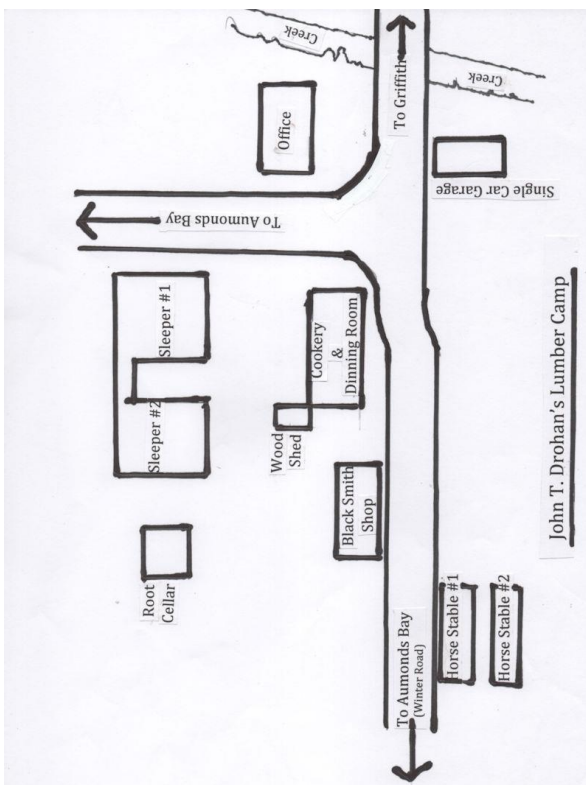 Creek
Creek
To Griffith
Office
Single Car Garage
To Aumonds Bay
Sleeper #1
Sleeper #2
Cookery
&
Dinning Room
Wood
Shed
Black Smith
Shop
Root
Cellar
Horse Stable #1
Horse Stable #2
To Aumonds Bay
(Winter Road)
John T. Drohan's Lumber Camp